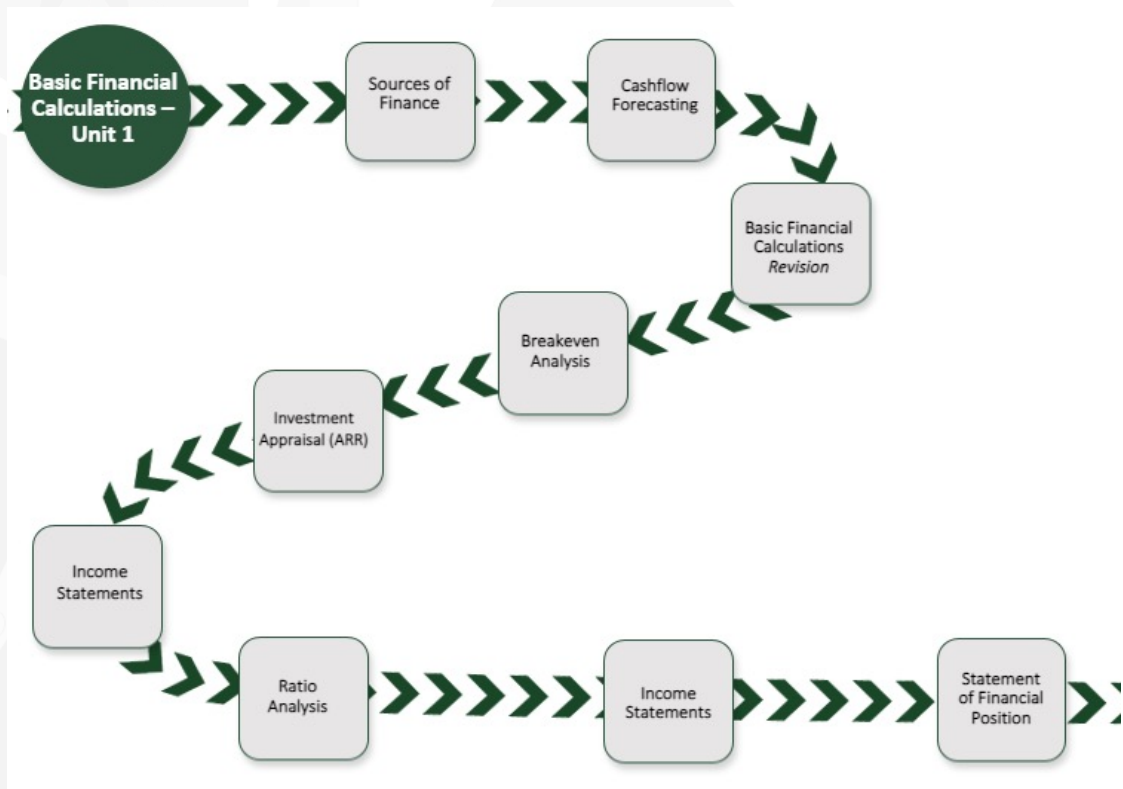 Basic Financial
Calculations –
Unit 1
Sources of
Finance
Cashflow
Forecasting
Basic Financial
Calculations
Revision
Breakeven
Analysis
Investment
Appraisal (ARR)
Income
Statements
Ratio
Analysis
Income
Statements
Statement
of Financial
Position